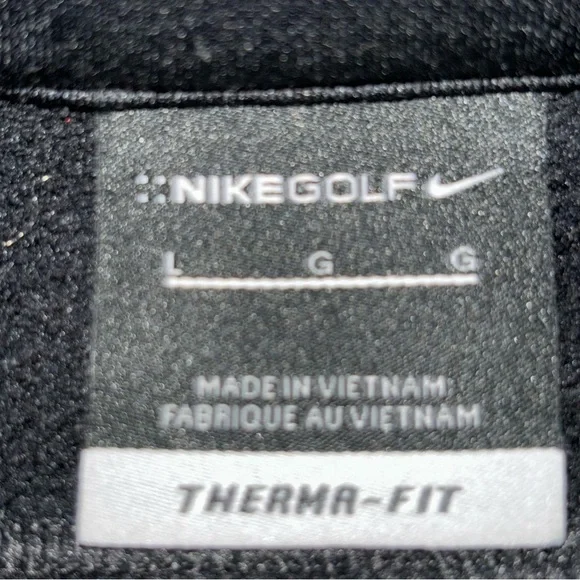 NIKEGOLF
L G G
MADE IN VIETNAM
FABRIQUE AU VIETNAM
THERMA-FIT